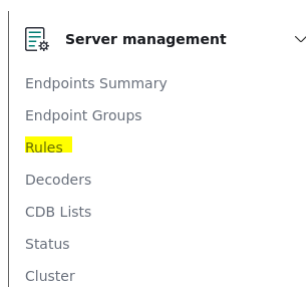 Server management
Endpoints Summary
Endpoint Groups
Rules
Decoders
CDB Lists
Status
Cluster